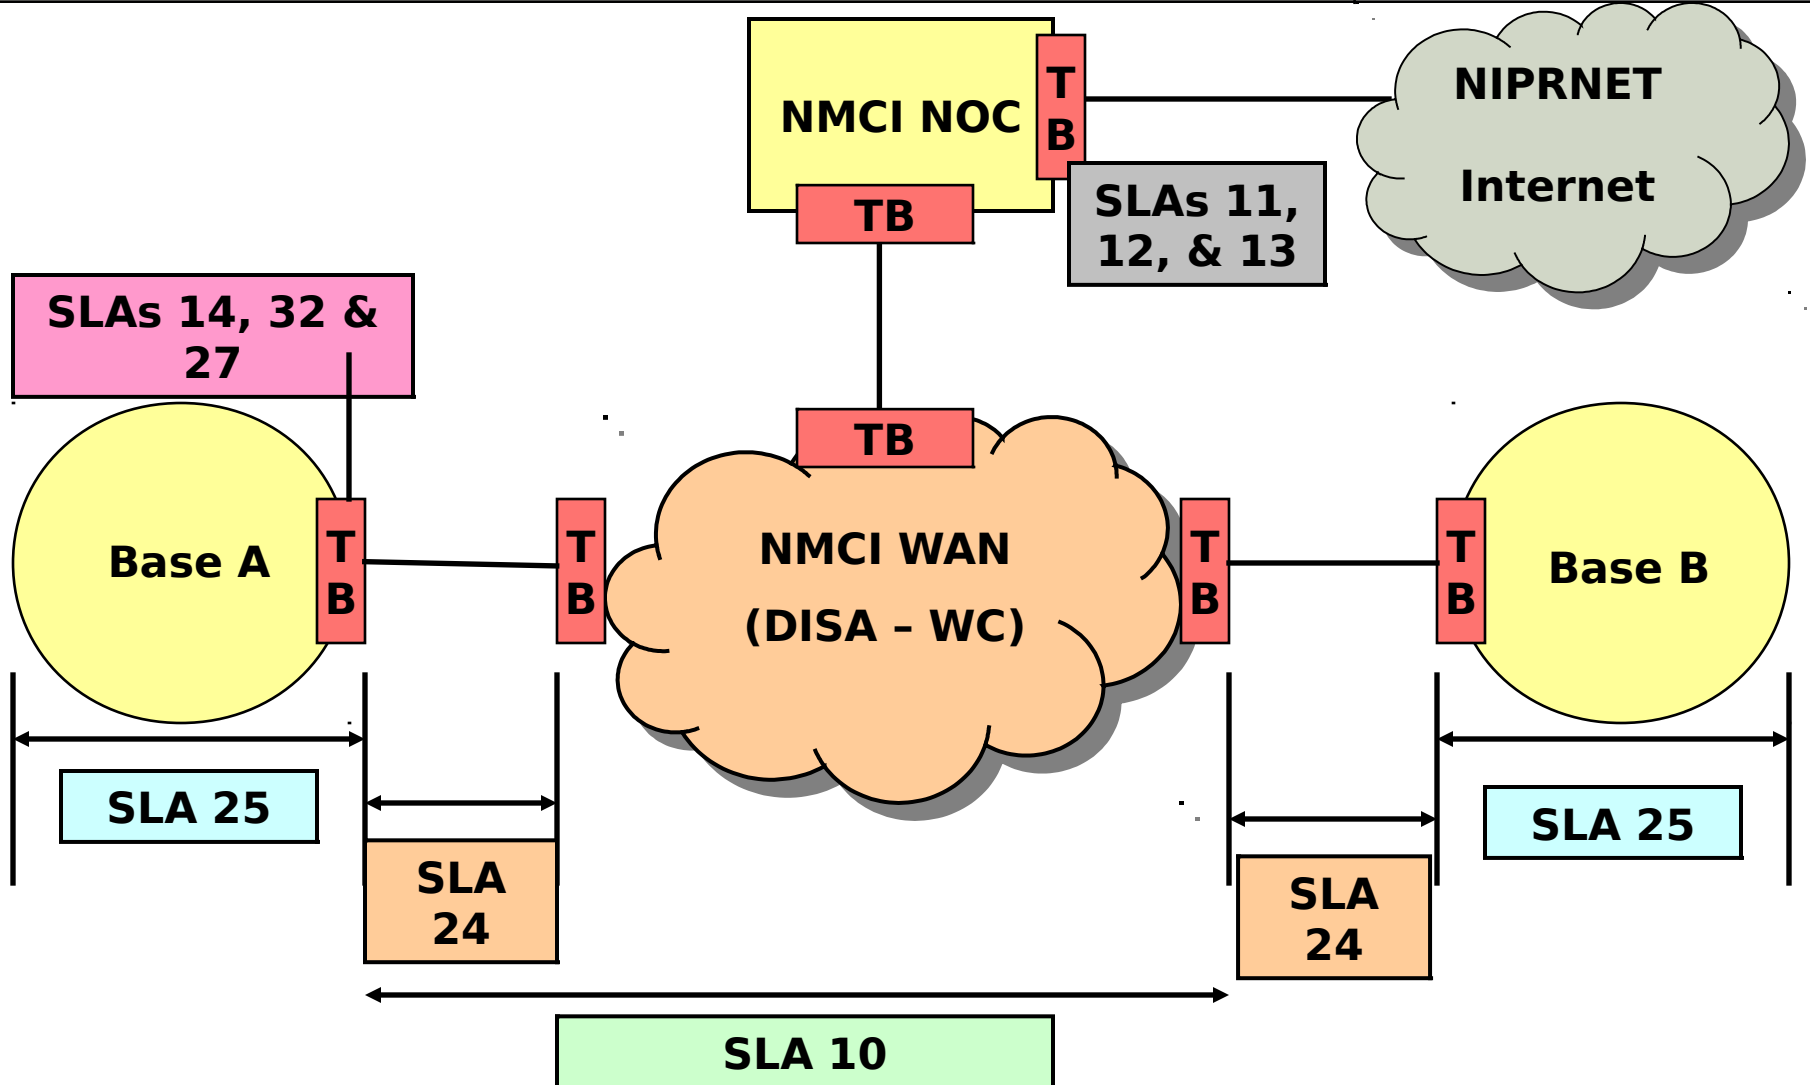 NMCI NOC
T
B
NIPRNET
Internet
TB
SLAs 11,
12, & 13
SLAs 14, 32 &
27
TB
Base A
T
B
T
B
NMCI WAN
(DISA – WC)
T
B
T
B
Base B
SLA 25
SLA
24
SLA 25
SLA
24
SLA 10